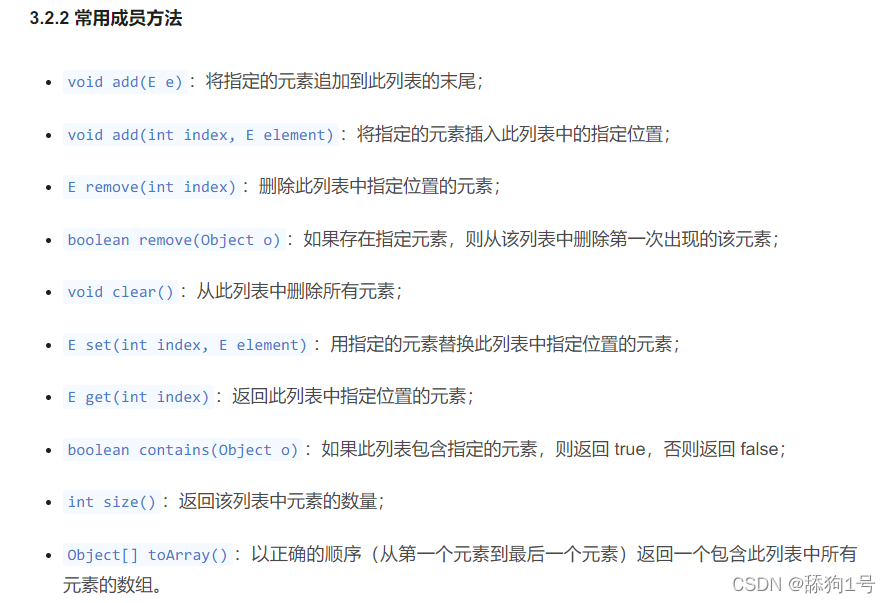 3.2.2 常用成员方法
void add(E e)：将指定的元素追加到此列表的末尾；
void add(int index, E element)：将指定的元素插入此列表中的指定位置；
E remove(int index)：删除此列表中指定位置的元素；
boolean remove(Object o)：如果存在指定元素，则从该列表中删除第一次出现的该元素；
void clear()：从此列表中删除所有元素；
E set(int index, E element)：用指定的元素替换此列表中指定位置的元素；
E get(int index)：返回此列表中指定位置的元素；
boolean contains(Object o)：如果此列表包含指定的元素，则返回 true，否则返回 false；
int size()：返回该列表中元素的数量；
Object[] toArray()：以正确的顺序（从第一个元素到最后一个元素）返回一个包含此列表中所有
元素的数组。
CSDN @舔狗1号